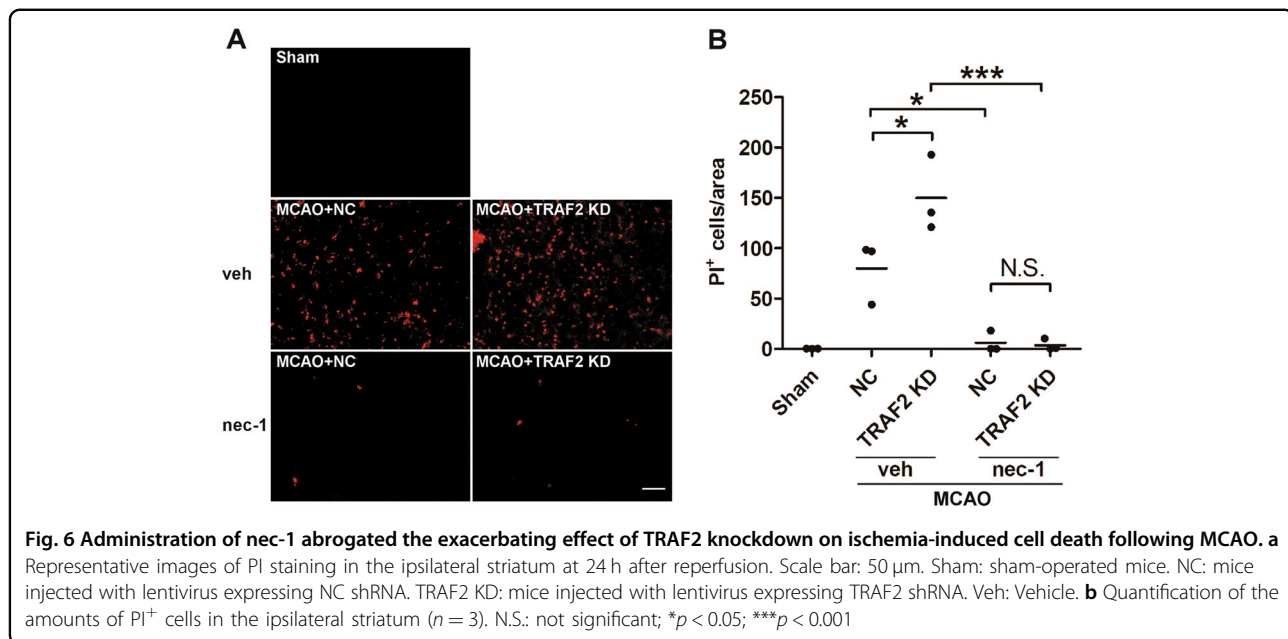 A
Sham
MCAO+NC
MCAO+TRAF2 KD
veh
MCAO+NC
MCAO+TRAF2 KD
nec-1
B
***
*
*
N.S.
PI⁺ cells/area
250
200
150
100
50
0
Sham
NC
TRAF2 KD
NC
TRAF2 KD
veh
nec-1
MCAO
Fig. 6 Administration of nec-1 abrogated the exacerbating effect of TRAF2 knockdown on ischemia-induced cell death following MCAO. a
Representative images of PI staining in the ipsilateral striatum at 24 h after reperfusion. Scale bar: 50 μm. Sham: sham-operated mice. NC: mice
injected with lentivirus expressing NC shRNA. TRAF2 KD: mice injected with lentivirus expressing TRAF2 shRNA. Veh: Vehicle. b Quantification of the
amounts of PI⁺ cells in the ipsilateral striatum (n = 3). N.S.: not significant; *p < 0.05; ***p < 0.001